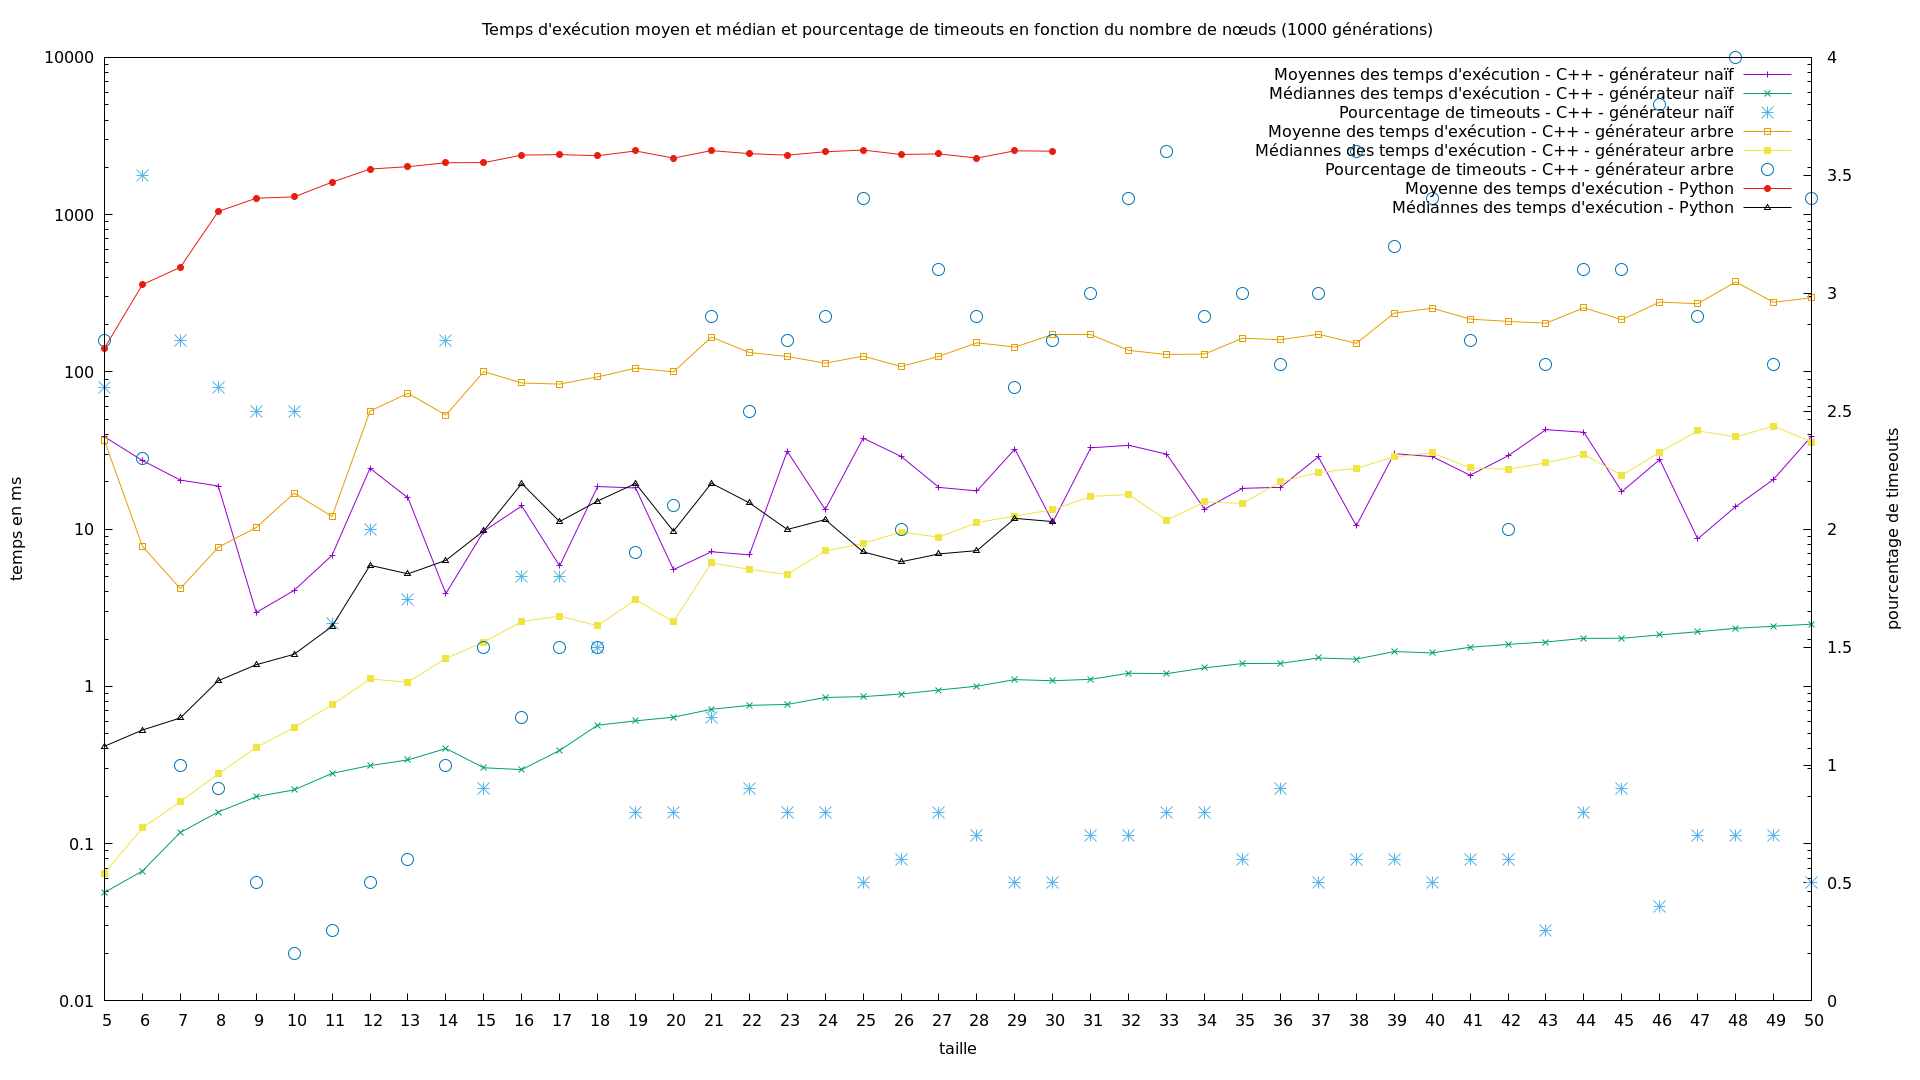 Temps d'exécution moyen et médian et pourcentage de timeouts en fonction du nombre de nœuds (1000 générations)
Moyennes des temps d'exécution - C++ - générateur naïf
Médiannes des temps d'exécution - C++ - générateur naïf
Pourcentage de timeouts - C++ - générateur naïf
Moyenne des temps d'exécution - C++ - générateur arbre
Médiannes des temps d'exécution - C++ - générateur arbre
Pourcentage de timeouts - C++ - générateur arbre
Moyenne des temps d'exécution - Python
Médiannes des temps d'exécution - Python
temps en ms
10000
1000
100
10
1
0.1
0.01
pourcentage de timeouts
4
3.5
3
2.5
2
1.5
1
0.5
0
5 6 7 8 9 10 11 12 13 14 15 16 17 18 19 20 21 22 23 24 25 26 27 28 29 30 31 32 33 34 35 36 37 38 39 40 41 42 43 44 45 46 47 48 49 50
taille